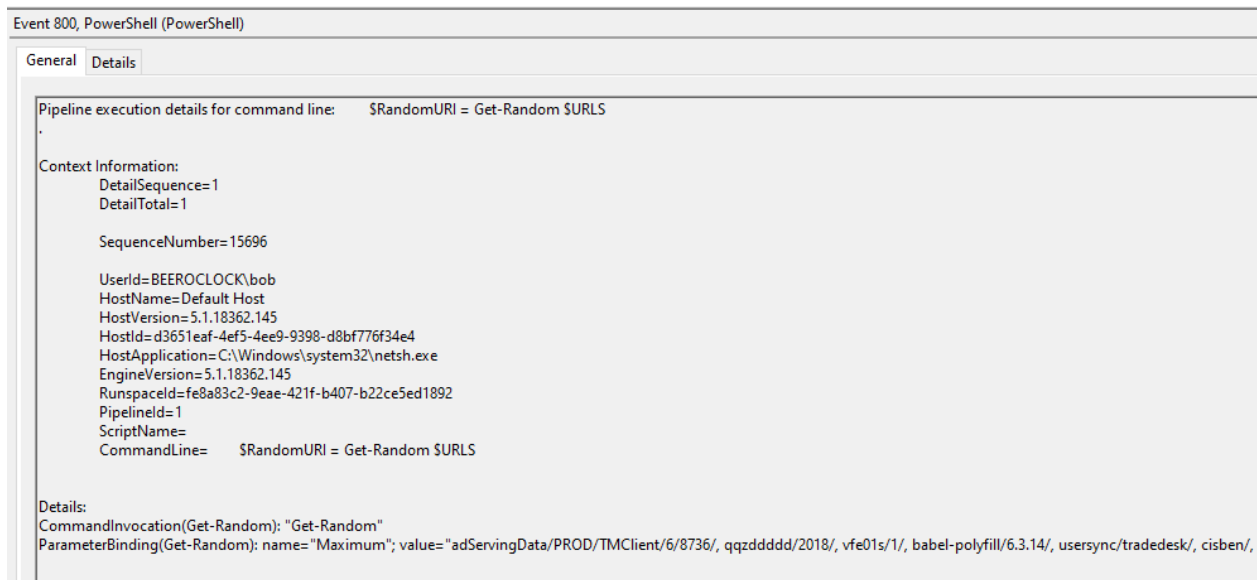 Event 800, PowerShell (PowerShell)
General Details
Pipeline execution details for command line: $RandomURI = Get-Random $URLS
.
Context Information:
DetailSequence=1
DetailTotal=1
SequenceNumber=15696
UserId=BEEROCLOCK\bob
HostName=Default Host
HostVersion=5.1.18362.145
HostId=d3651eaf-4ef5-4ee9-9398-d8bf776f34e4
HostApplication=C:\Windows\system32\netsh.exe
EngineVersion=5.1.18362.145
RunspaceId=fe8a83c2-9eae-421f-b407-b22ce5ed1892
PipelineId=1
ScriptName=
CommandLine= $RandomURI = Get-Random $URLS
Details:
CommandInvocation(Get-Random): "Get-Random"
ParameterBinding(Get-Random): name="Maximum"; value="adServingData/PROD/TMClient/6/8736/, qqzddddd/2018/, vfe01s/1/, babel-polyfill/6.3.14/, usersync/tradedesk/, cisben/,